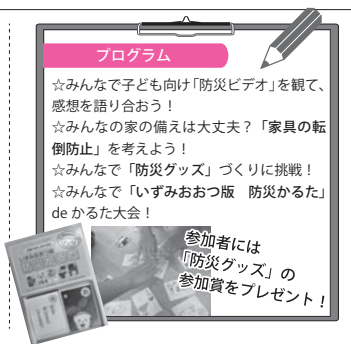 プログラム
☆みんなで子ども向け「防災ビデオ」を観て、
感想を語り合おう！
☆みんなの家の備えは大丈夫？「家具の転
倒防止」を考えよう！
☆みんなで「防災グッズ」づくりに挑戦！
☆みんなで「いずみおおつ版　防災かるた」
de かるた大会！
参加者には
「防災グッズ」の
参加賞をプレゼント！